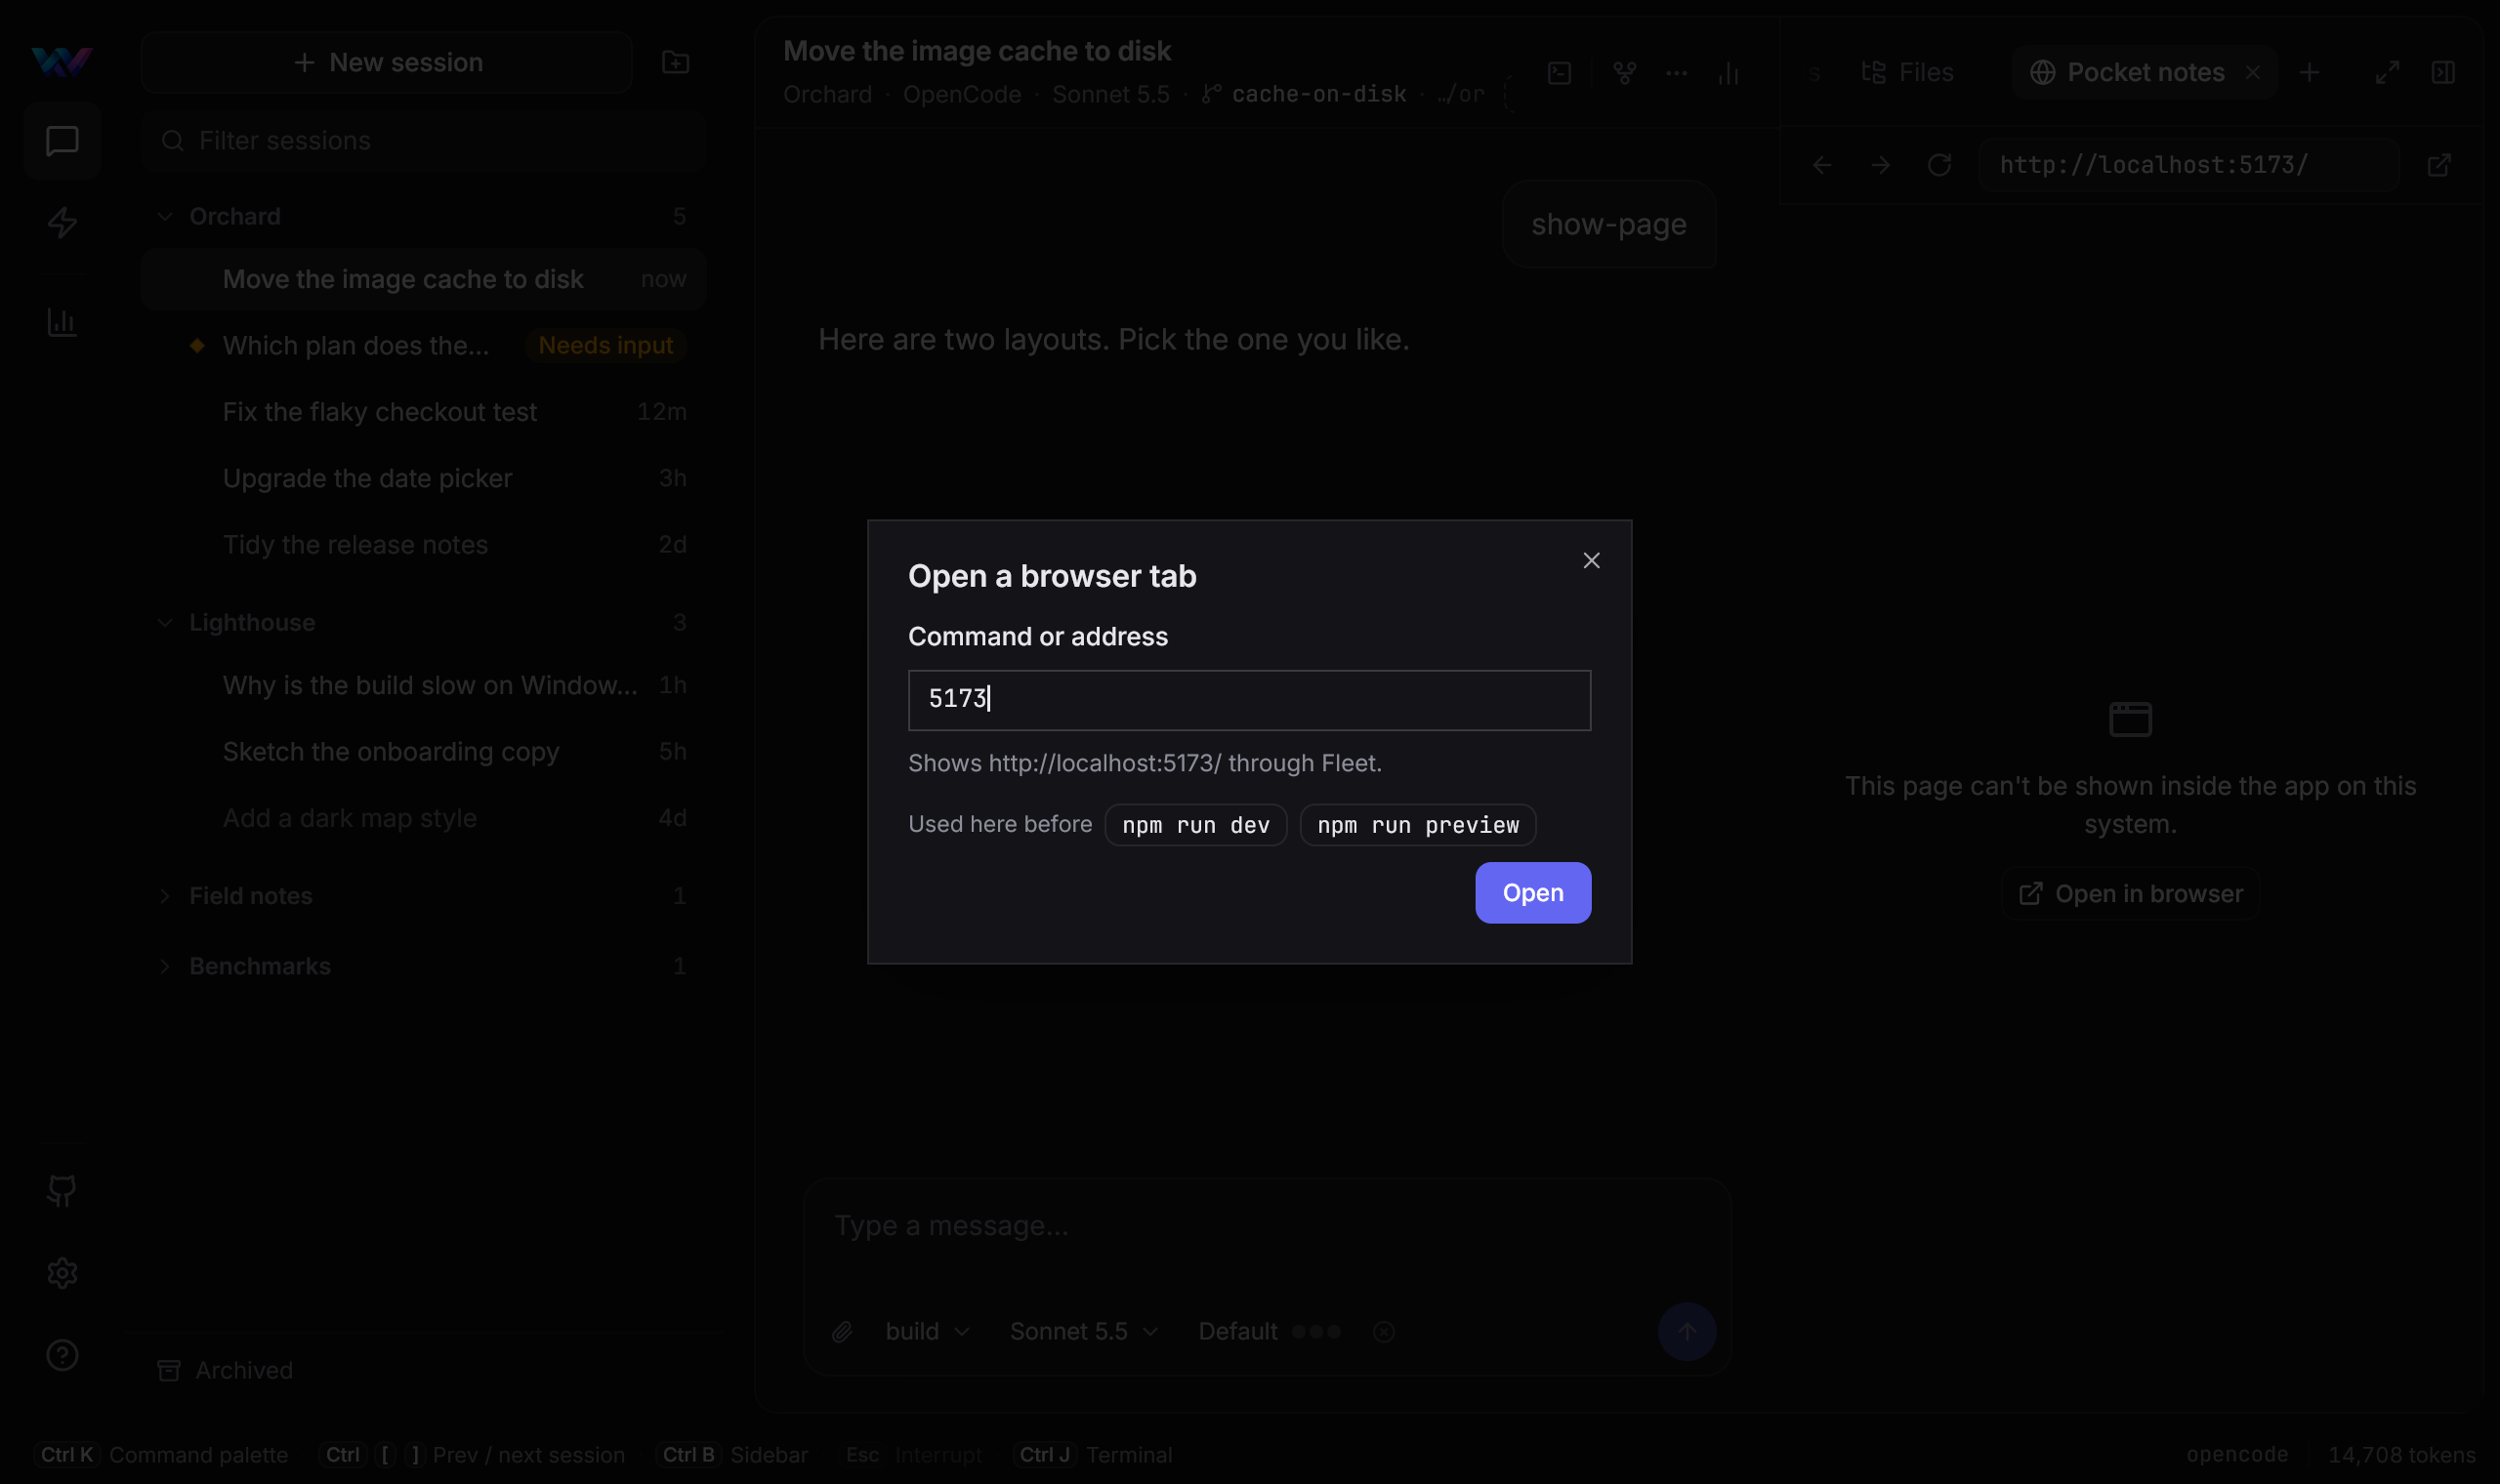 New session
Filter sessions
Orchard 5
Move the image cache to disk now
Which plan does the... Needs input
Fix the flaky checkout test 12m
Upgrade the date picker 3h
Tidy the release notes 2d
Lighthouse 3
Why is the build slow on Window... 1h
Sketch the onboarding copy 5h
Add a dark map style 4d
Field notes 1
Benchmarks 1
Archived
Move the image cache to disk
Orchard · OpenCode · Sonnet 5.5 · cache-on-disk · …/or
show-page
Here are two layouts. Pick the one you like.
Type a message...
build Sonnet 5.5 Default
s Files Pocket notes
http://localhost:5173/
This page can't be shown inside the app on this
system.
Open in browser
Open a browser tab
Command or address
5173
Shows http://localhost:5173/ through Fleet.
Used here before npm run dev npm run preview
Open
Ctrl K Command palette Ctrl [ ] Prev / next session Ctrl B Sidebar Esc Interrupt Ctrl J Terminal opencode 14,708 tokens